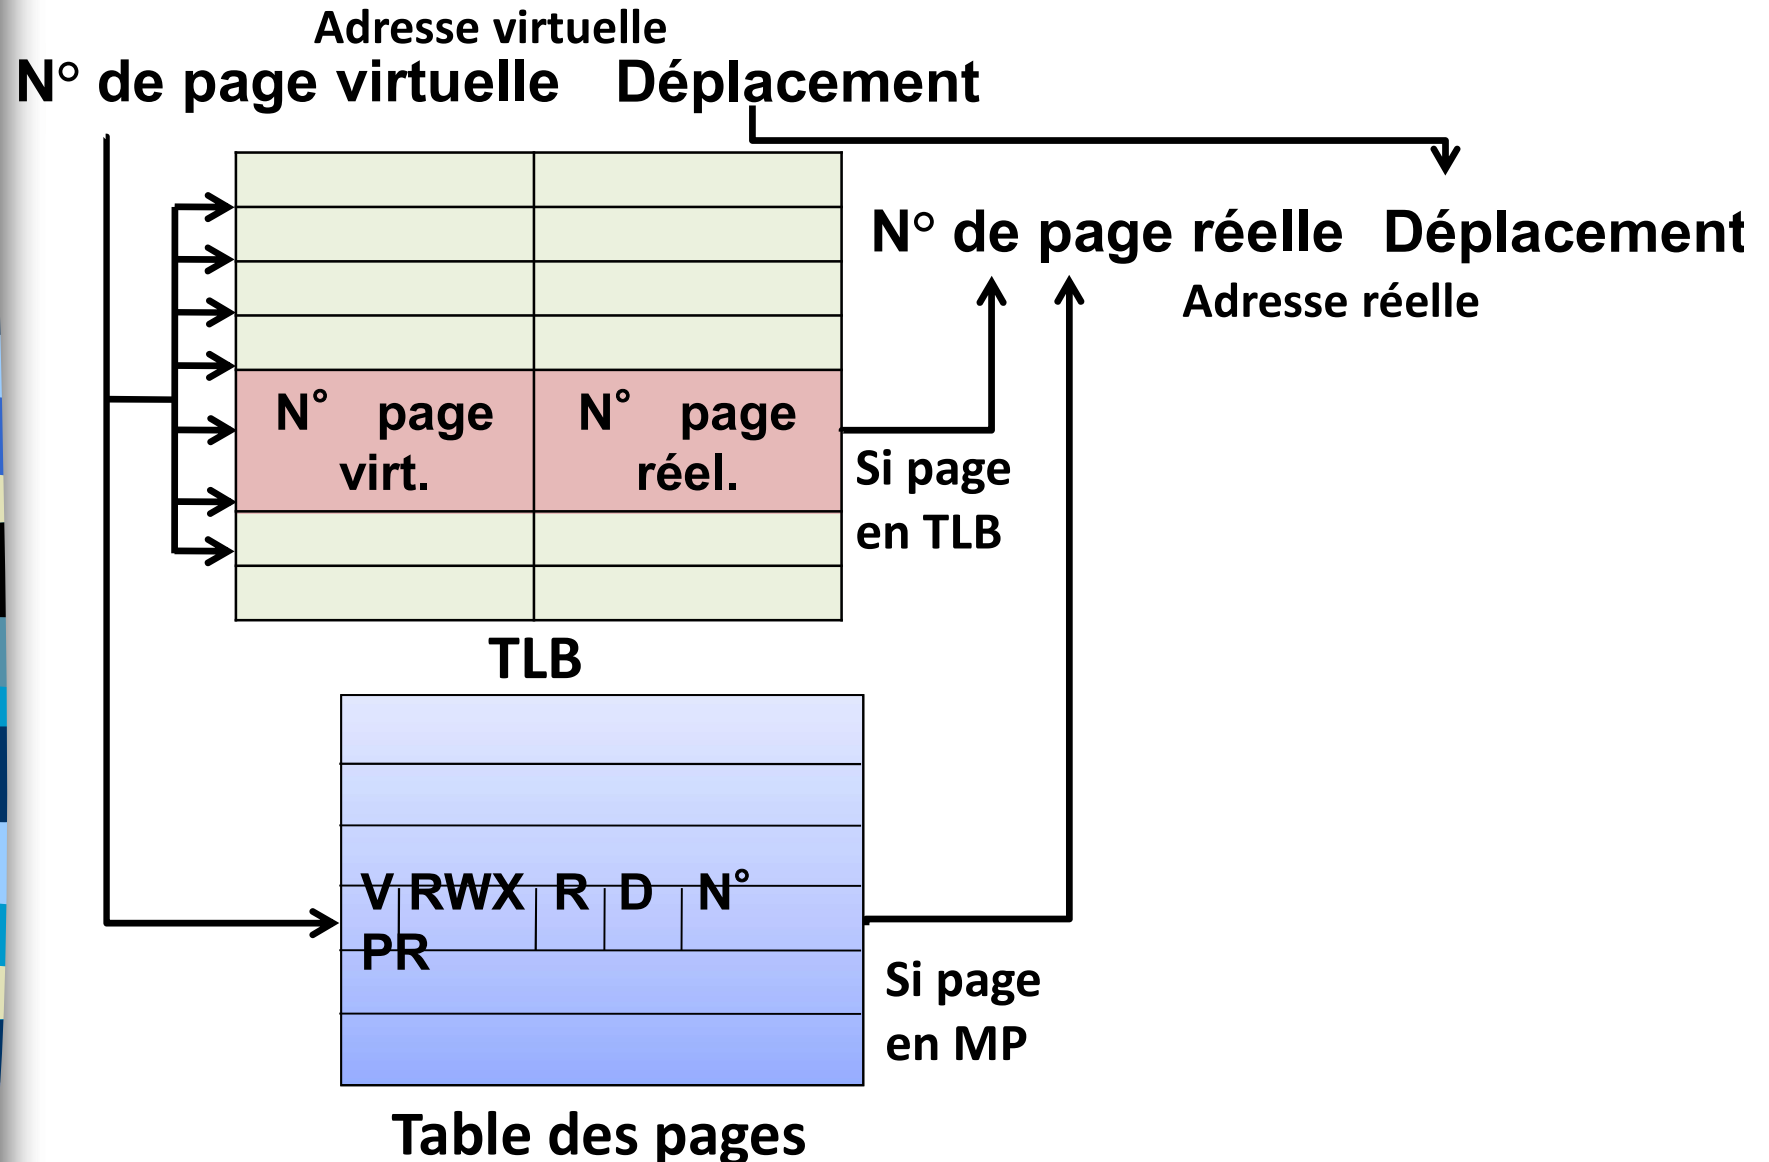 Adresse virtuelle
N° de page virtuelle Déplacement
N° de page réelle Déplacement
Adresse réelle
N° page
virt.
N° page
réel.
Si page
en TLB
TLB
V RWX R D N°
PR
Si page
en MP
Table des pages